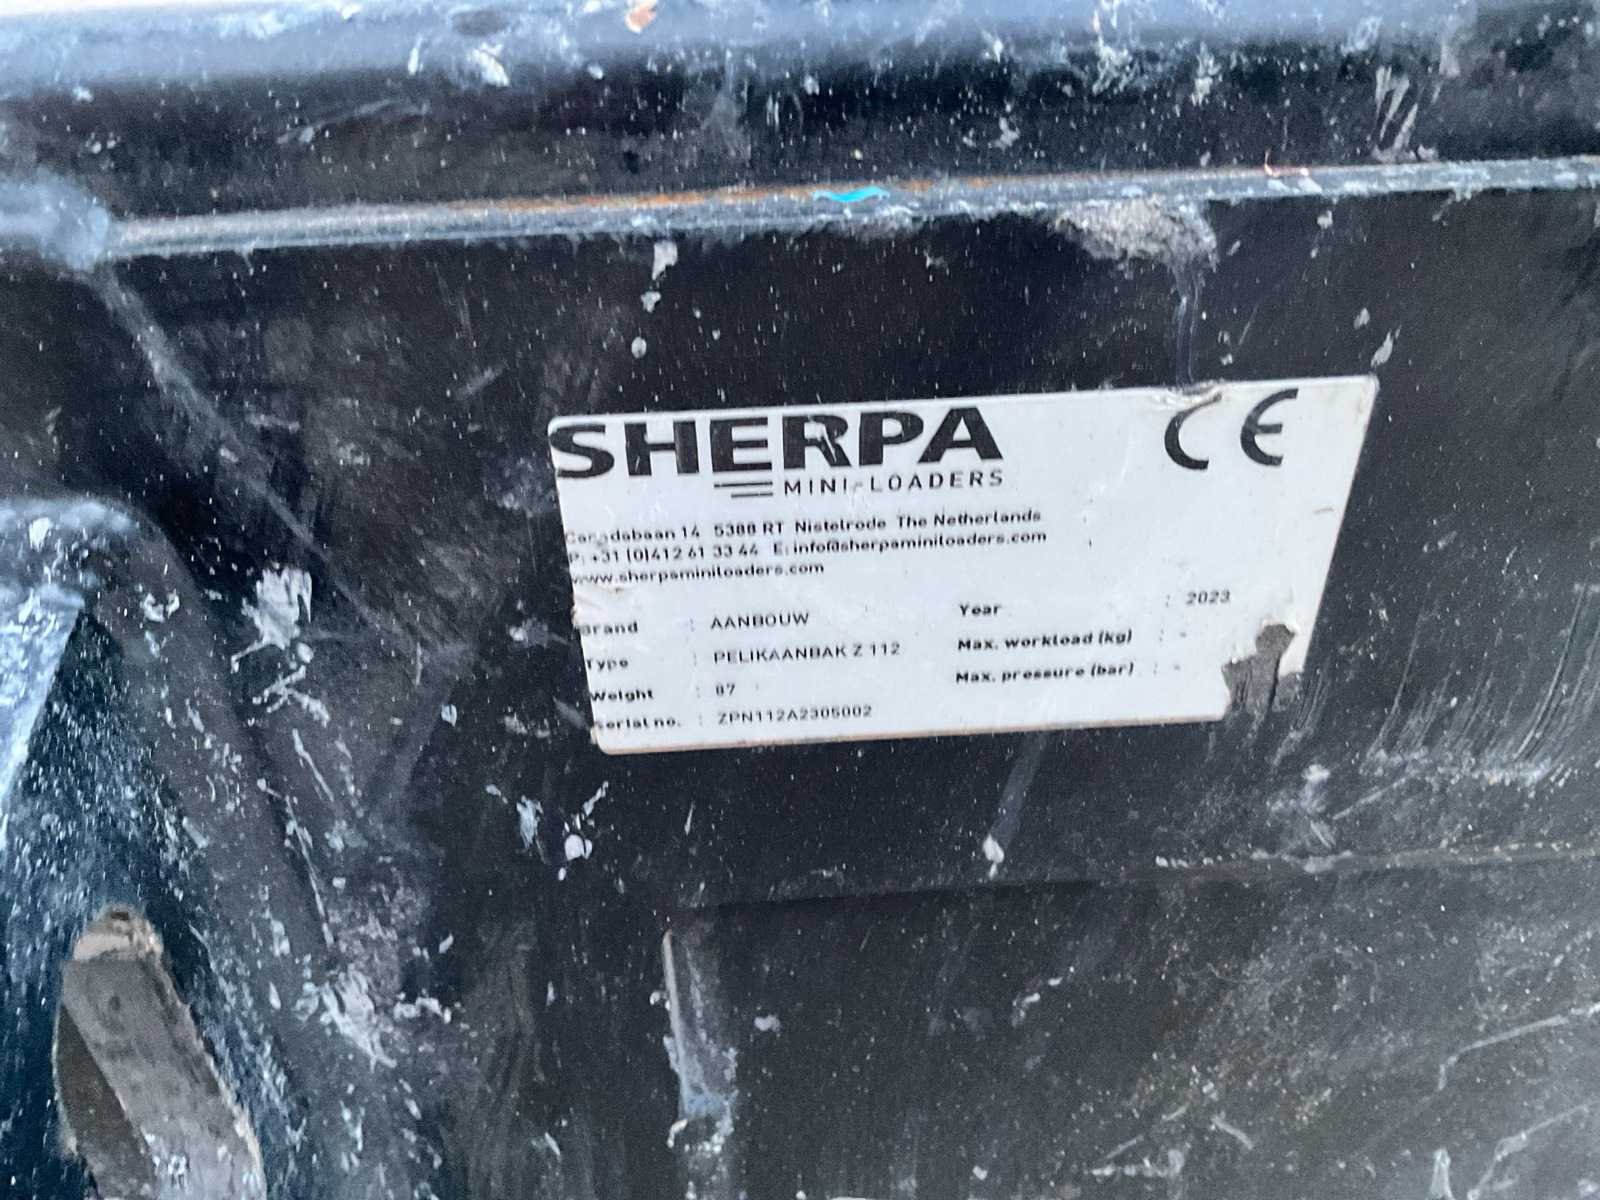 SHERPA CE
MINI-LOADERS
14 5388 RT Nistelrode The Netherlands
P: +31 (0)412 61 33 44 E: info@sherpaminiloaders.com
www.sherpaminiloaders.com
Brand : AANBOUW Year : 2023
Type : PELIKAANBAK Z 112 Max. workload (kg) : -
Weight : 87 Max. pressure (bar) : -
Serial no. : ZPN112A2305002